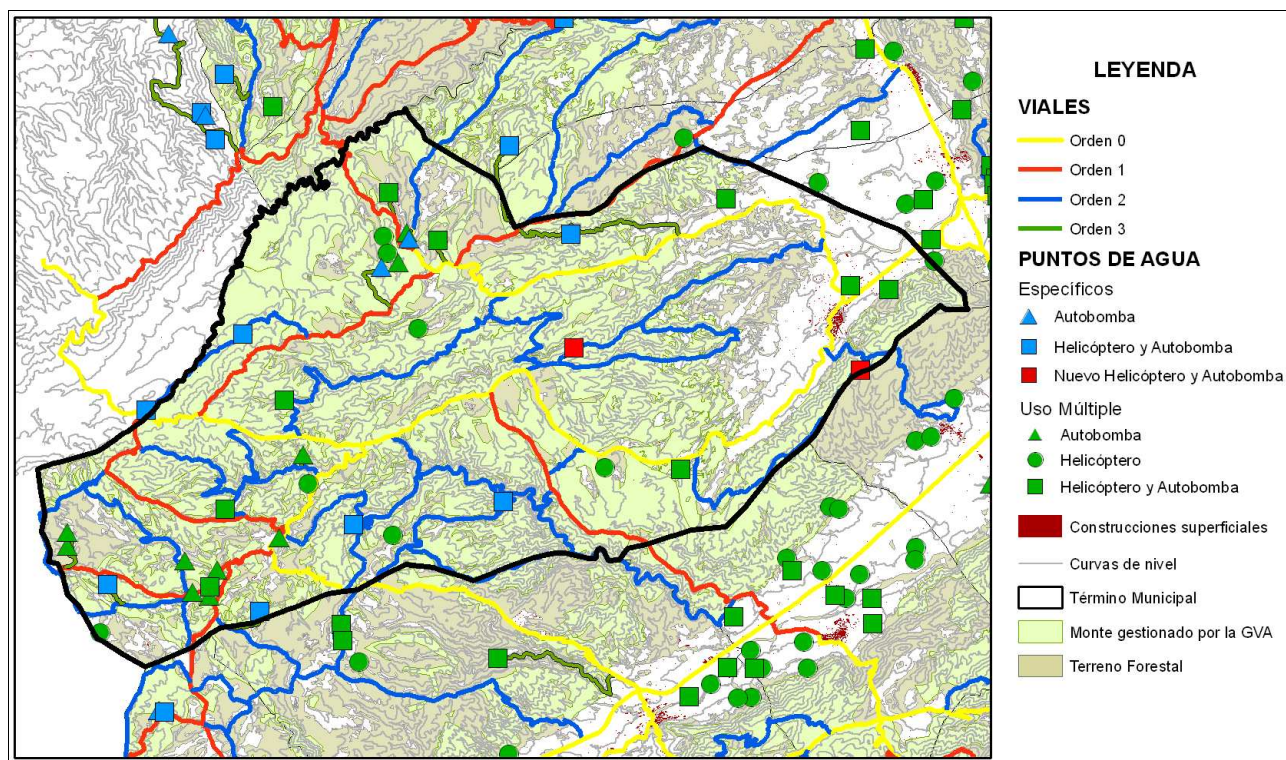 LEYENDA
VIALES
Orden 0
Orden 1
Orden 2
Orden 3
PUNTOS DE AGUA
Específicos
Autobomba
Helicóptero y Autobomba
Nuevo Helicóptero y Autobomba
Uso Múltiple
Autobomba
Helicóptero
Helicóptero y Autobomba
Construcciones superficiales
Curvas de nivel
Término Municipal
Monte gestionado por la GVA
Terreno Forestal